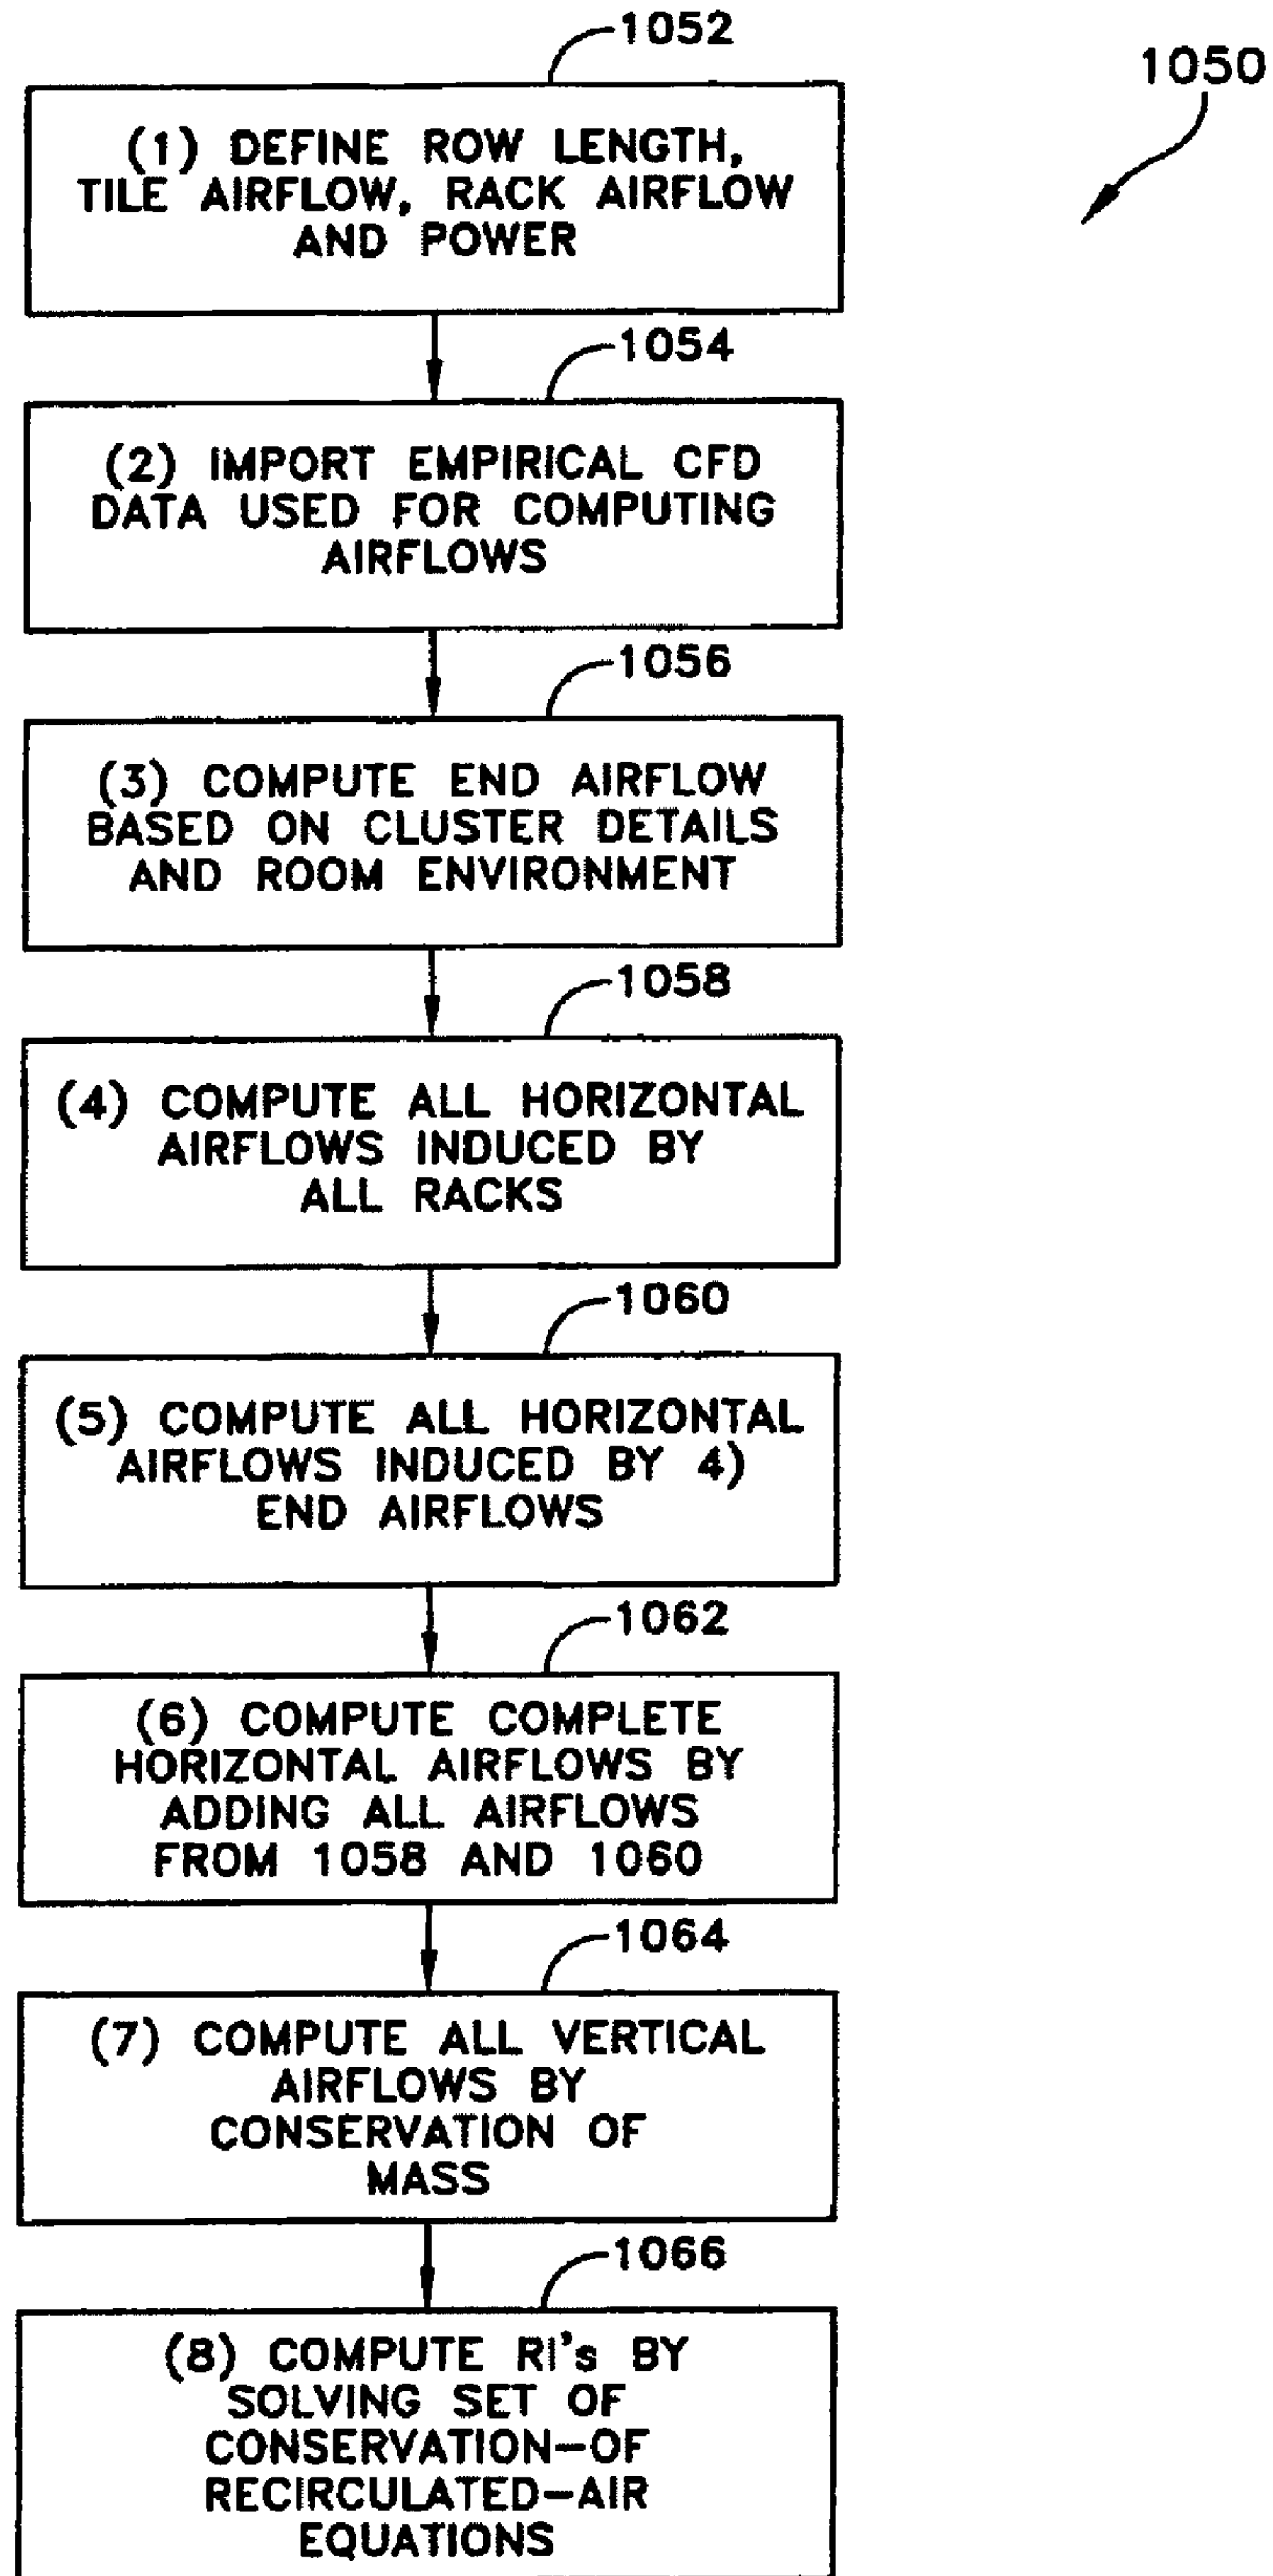 1052
1050
(1) DEFINE ROW LENGTH,
TILE AIRFLOW, RACK AIRFLOW
AND POWER
1054
(2) IMPORT EMPIRICAL CFD
DATA USED FOR COMPUTING
AIRFLOWS
1056
(3) COMPUTE END AIRFLOW
BASED ON CLUSTER DETAILS
AND ROOM ENVIRONMENT
1058
(4) COMPUTE ALL HORIZONTAL
AIRFLOWS INDUCED BY
ALL RACKS
1060
(5) COMPUTE ALL HORIZONTAL
AIRFLOWS INDUCED BY 4)
END AIRFLOWS
1062
(6) COMPUTE COMPLETE
HORIZONTAL AIRFLOWS BY
ADDING ALL AIRFLOWS
FROM 1058 AND 1060
1064
(7) COMPUTE ALL VERTICAL
AIRFLOWS BY
CONSERVATION OF
MASS
1066
(8) COMPUTE RI's BY
SOLVING SET OF
CONSERVATION-OF
RECIRCULATED-AIR
EQUATIONS